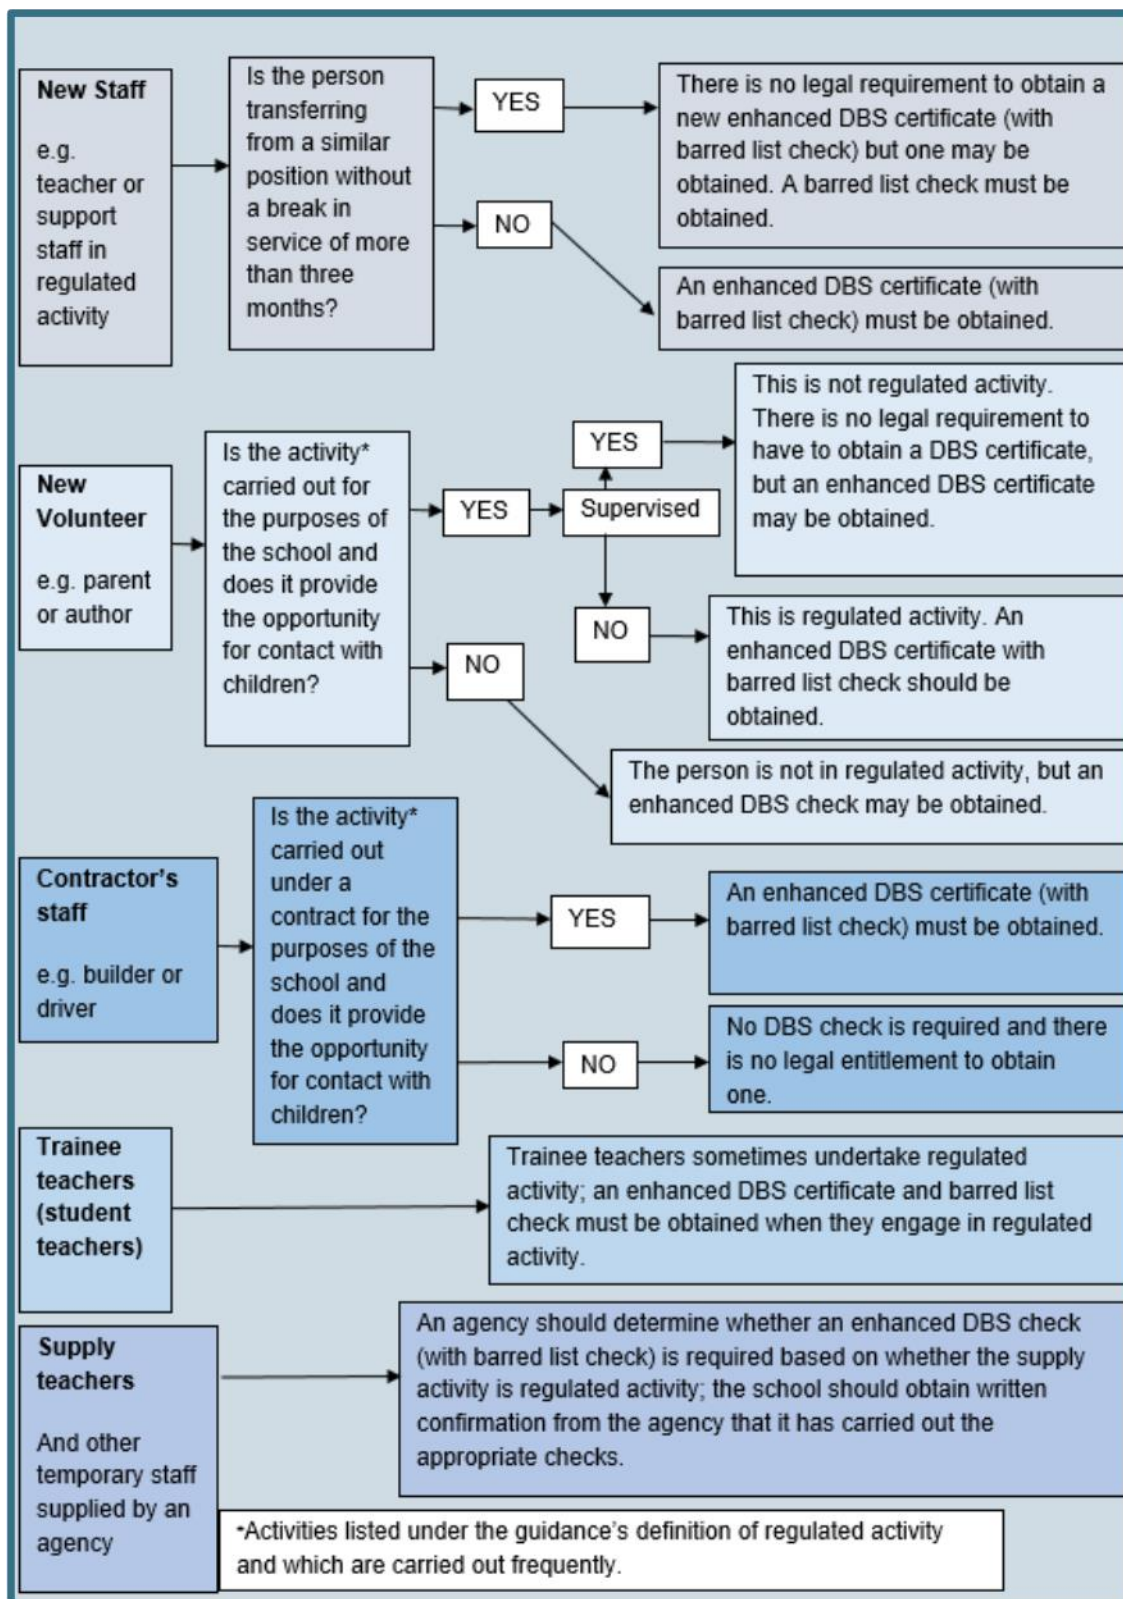 New Staff
e.g.
teacher or
support
staff in
regulated
activity
Is the person
transferring
from a similar
position without
a break in
service of more
than three
months?
YES
There is no legal requirement to obtain a
new enhanced DBS certificate (with
barred list check) but one may be
obtained. A barred list check must be
obtained.
NO
An enhanced DBS certificate (with
barred list check) must be obtained.
New
Volunteer
e.g. parent
or author
Is the activity*
carried out for
the purposes of
the school and
does it provide
the opportunity
for contact with
children?
YES
Supervised
YES
This is not regulated activity.
There is no legal requirement to
have to obtain a DBS certificate,
but an enhanced DBS certificate
may be obtained.
NO
This is regulated activity. An
enhanced DBS certificate with
barred list check should be
obtained.
NO
The person is not in regulated activity, but an
enhanced DBS check may be obtained.
Contractor's
staff
e.g. builder or
driver
Is the activity*
carried out
under a
contract for the
purposes of the
school and
does it provide
the opportunity
for contact with
children?
YES
An enhanced DBS certificate (with
barred list check) must be obtained.
NO
No DBS check is required and there
is no legal entitlement to obtain
one.
Trainee
teachers
(student
teachers)
Trainee teachers sometimes undertake regulated
activity; an enhanced DBS certificate and barred list
check must be obtained when they engage in regulated
activity.
Supply
teachers
And other
temporary staff
supplied by an
agency
An agency should determine whether an enhanced DBS check
(with barred list check) is required based on whether the supply
activity is regulated activity; the school should obtain written
confirmation from the agency that it has carried out the
appropriate checks.
*Activities listed under the guidance's definition of regulated activity
and which are carried out frequently.